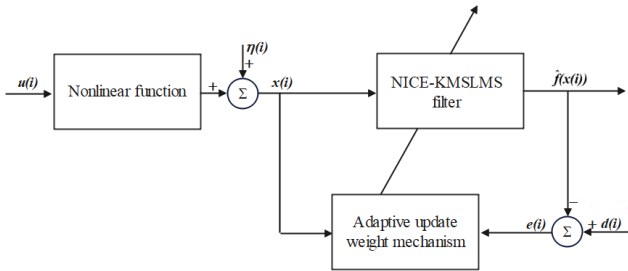 η(i)
+
u(i)
Nonlinear function
+
Σ
x(i)
NICE-KMSLMS
filter
f̂(x(i))
Adaptive update
weight mechanism
e(i)
−
Σ
+ d(i)